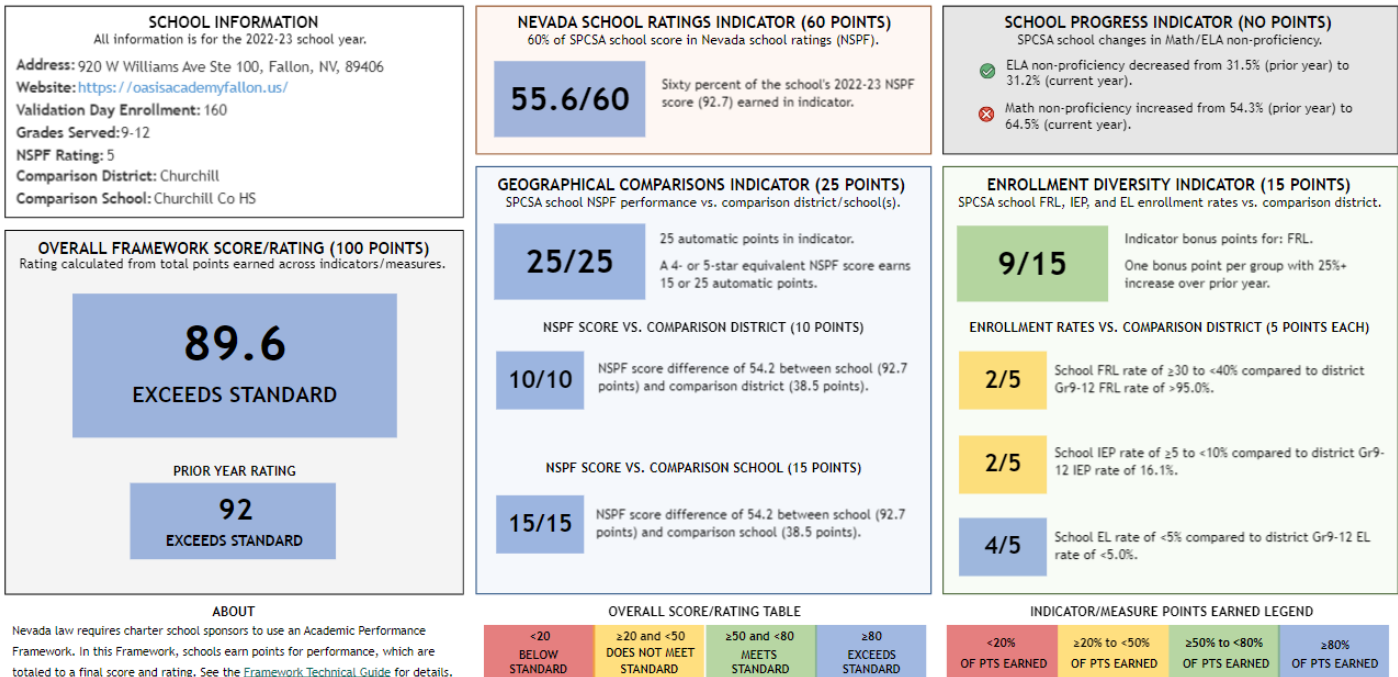 SCHOOL INFORMATION
All information is for the 2022-23 school year.
Address: 920 W Williams Ave Ste 100, Fallon, NV, 89406
Website: https://oasisacademyfallon.us/
Validation Day Enrollment: 160
Grades Served: 9-12
NSPF Rating: 5
Comparison District: Churchill
Comparison School: Churchill Co HS
OVERALL FRAMEWORK SCORE/RATING (100 POINTS)
Rating calculated from total points earned across indicators/measures.
89.6
EXCEEDS STANDARD
PRIOR YEAR RATING
92
EXCEEDS STANDARD
ABOUT
Nevada law requires charter school sponsors to use an Academic Performance
Framework. In this Framework, schools earn points for performance, which are
totaled to a final score and rating. See the Framework Technical Guide for details.
NEVADA SCHOOL RATINGS INDICATOR (60 POINTS)
60% of SPCSA school score in Nevada school ratings (NSPF).
55.6/60
Sixty percent of the school's 2022-23 NSPF
score (92.7) earned in indicator.
GEOGRAPHICAL COMPARISONS INDICATOR (25 POINTS)
SPCSA school NSPF performance vs. comparison district/school(s).
25/25
25 automatic points in indicator.
A 4- or 5-star equivalent NSPF score earns
15 or 25 automatic points.
NSPF SCORE VS. COMPARISON DISTRICT (10 POINTS)
10/10
NSPF score difference of 54.2 between school (92.7
points) and comparison district (38.5 points).
NSPF SCORE VS. COMPARISON SCHOOL (15 POINTS)
15/15
NSPF score difference of 54.2 between school (92.7
points) and comparison school (38.5 points).
OVERALL SCORE/RATING TABLE
<20
BELOW
STANDARD
≥20 and <50
DOES NOT MEET
STANDARD
≥50 and <80
MEETS
STANDARD
≥80
EXCEEDS
STANDARD
SCHOOL PROGRESS INDICATOR (NO POINTS)
SPCSA school changes in Math/ELA non-proficiency.
ELA non-proficiency decreased from 31.5% (prior year) to
31.2% (current year).
Math non-proficiency increased from 54.3% (prior year) to
64.5% (current year).
ENROLLMENT DIVERSITY INDICATOR (15 POINTS)
SPCSA school FRL, IEP, and EL enrollment rates vs. comparison district.
9/15
Indicator bonus points for: FRL.
One bonus point per group with 25%+
increase over prior year.
ENROLLMENT RATES VS. COMPARISON DISTRICT (5 POINTS EACH)
2/5
School FRL rate of ≥30 to <40% compared to district
Gr9-12 FRL rate of >95.0%.
2/5
School IEP rate of ≥5 to <10% compared to district Gr9-
12 IEP rate of 16.1%.
4/5
School EL rate of <5% compared to district Gr9-12 EL
rate of <5.0%.
INDICATOR/MEASURE POINTS EARNED LEGEND
<20%
OF PTS EARNED
≥20% to <50%
OF PTS EARNED
≥50% to <80%
OF PTS EARNED
≥80%
OF PTS EARNED